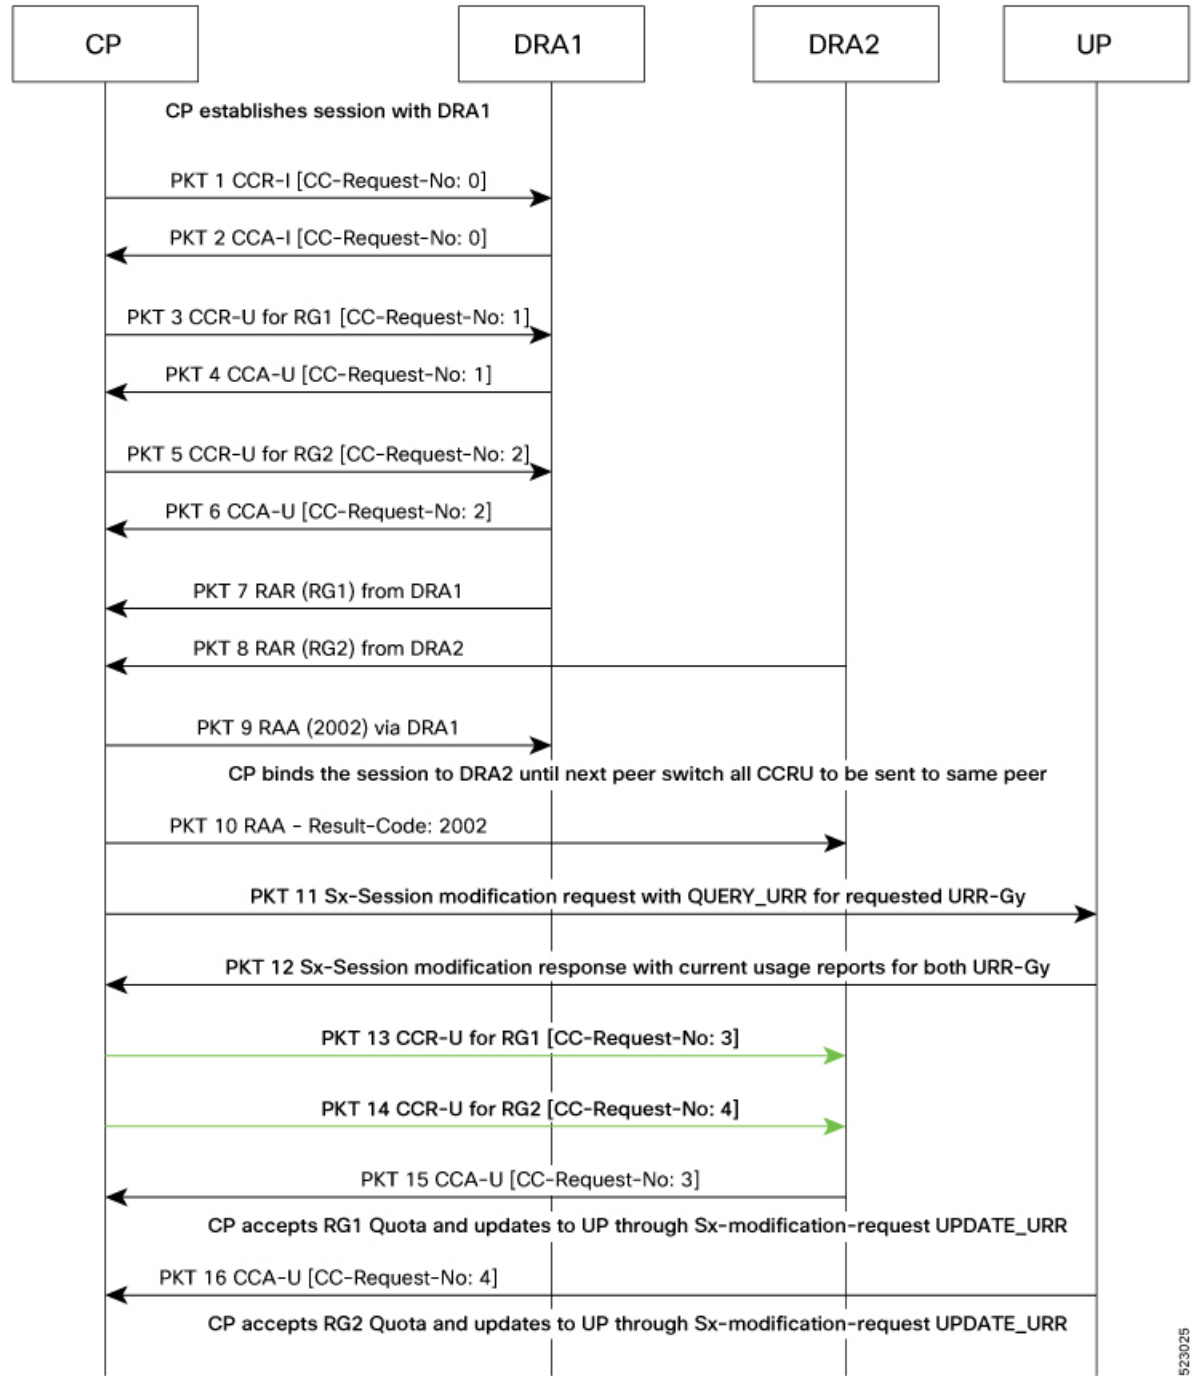 CP DRA1 DRA2 UP
CP establishes session with DRA1
PKT 1 CCR-I [CC-Request-No: 0]
PKT 2 CCA-I [CC-Request-No: 0]
PKT 3 CCR-U for RG1 [CC-Request-No: 1]
PKT 4 CCA-U [CC-Request-No: 1]
PKT 5 CCR-U for RG2 [CC-Request-No: 2]
PKT 6 CCA-U [CC-Request-No: 2]
PKT 7 RAR (RG1) from DRA1
PKT 8 RAR (RG2) from DRA2
PKT 9 RAA (2002) via DRA1
CP binds the session to DRA2 until next peer switch all CCRU to be sent to same peer
PKT 10 RAA - Result-Code: 2002
PKT 11 Sx-Session modification request with QUERY_URR for requested URR-Gy
PKT 12 Sx-Session modification response with current usage reports for both URR-Gy
PKT 13 CCR-U for RG1 [CC-Request-No: 3]
PKT 14 CCR-U for RG2 [CC-Request-No: 4]
PKT 15 CCA-U [CC-Request-No: 3]
CP accepts RG1 Quota and updates to UP through Sx-modification-request UPDATE_URR
PKT 16 CCA-U [CC-Request-No: 4]
CP accepts RG2 Quota and updates to UP through Sx-modification-request UPDATE_URR
523025